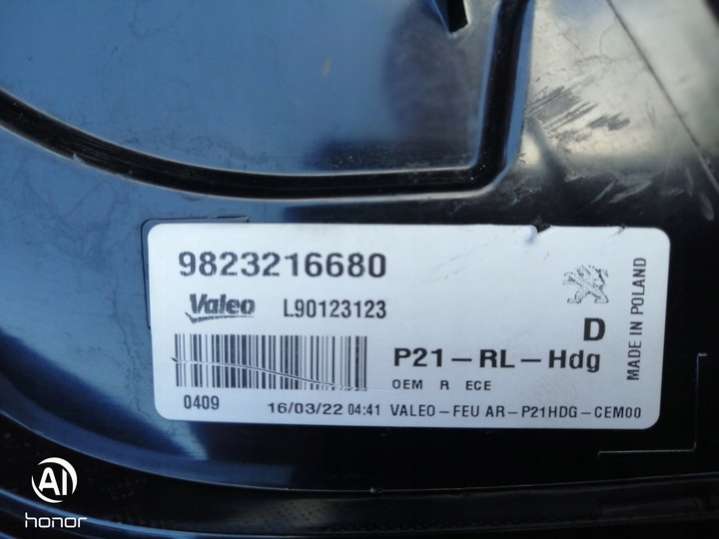 9823216680
Valeo L90123123
D
P21-RL-Hdg
OEM R ECE
0409 16/03/22 04:41 VALEO-FEU AR-P21HDG-CEM00
MADE IN POLAND
AI
honor